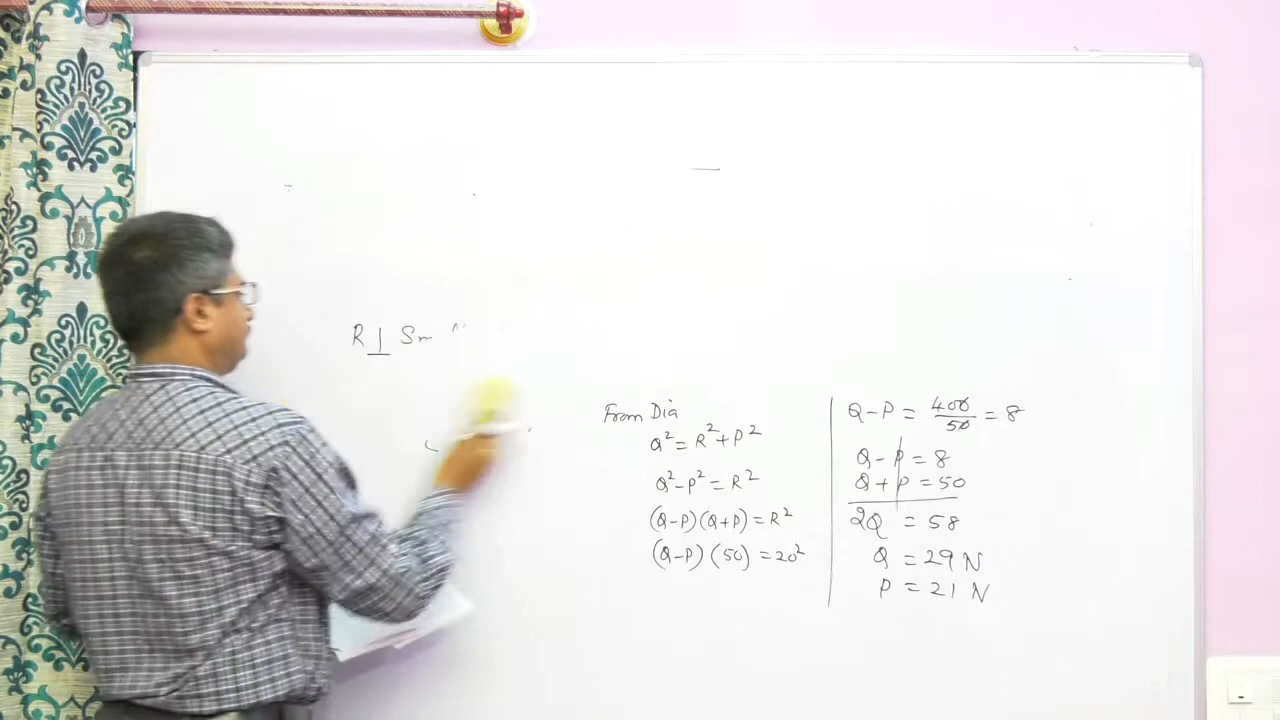 R ⊥ Sm
From Dia
Q² = R² + P²
Q² - P² = R²
(Q-P)(Q+P) = R²
(Q-P)(50) = 20²
Q-P = 400/50 = 8
Q - P = 8
Q + P = 50
2Q = 58
Q = 29 N
P = 21 N